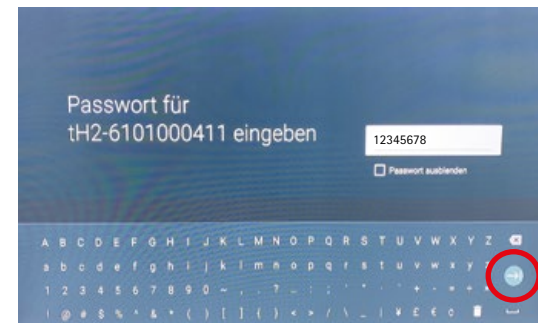 Passwort für
tH2-6101000411 eingeben
12345678
Passwort ausblenden
A B C D E F G H I J K L M N O P Q R S T U V W X Y Z
a b c d e f g h i j k l m n o p q r s t u v w x y z
1 2 3 4 5 6 7 8 9 0